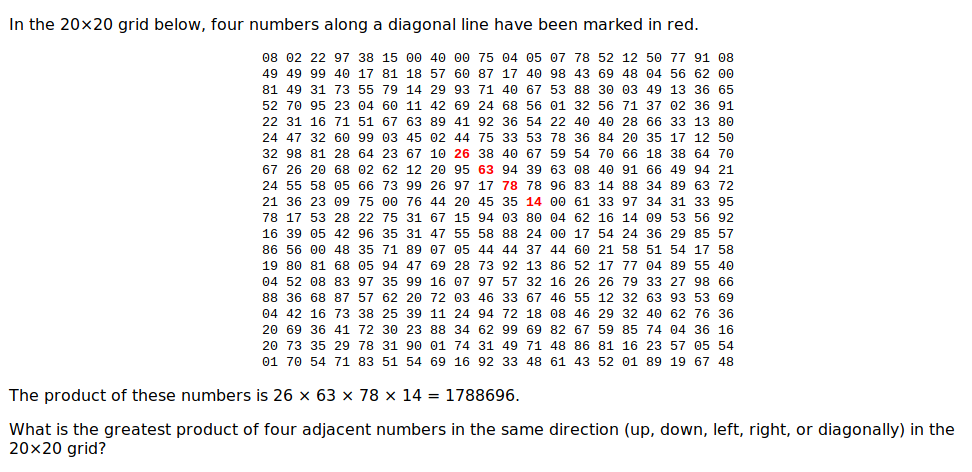 In the 20×20 grid below, four numbers along a diagonal line have been marked in red.
08 02 22 97 38 15 00 40 00 75 04 05 07 78 52 12 50 77 91 08
49 49 99 40 17 81 18 57 60 87 17 40 98 43 69 48 04 56 62 00
81 49 31 73 55 79 14 29 93 71 40 67 53 88 30 03 49 13 36 65
52 70 95 23 04 60 11 42 69 24 68 56 01 32 56 71 37 02 36 91
22 31 16 71 51 67 63 89 41 92 36 54 22 40 40 28 66 33 13 80
24 47 32 60 99 03 45 02 44 75 33 53 78 36 84 20 35 17 12 50
32 98 81 28 64 23 67 10 26 38 40 67 59 54 70 66 18 38 64 70
67 26 20 68 02 62 12 20 95 63 94 39 63 08 40 91 66 49 94 21
24 55 58 05 66 73 99 26 97 17 78 78 96 83 14 88 34 89 63 72
21 36 23 09 75 00 76 44 20 45 35 14 00 61 33 97 34 31 33 95
78 17 53 28 22 75 31 67 15 94 03 80 04 62 16 14 09 53 56 92
16 39 05 42 96 35 31 47 55 58 88 24 00 17 54 24 36 29 85 57
86 56 00 48 35 71 89 07 05 44 44 37 44 60 21 58 51 54 17 58
19 80 81 68 05 94 47 69 28 73 92 13 86 52 17 77 04 89 55 40
04 52 08 83 97 35 99 16 07 97 57 32 16 26 26 79 33 27 98 66
88 36 68 87 57 62 20 72 03 46 33 67 46 55 12 32 63 93 53 69
04 42 16 73 38 25 39 11 24 94 72 18 08 46 29 32 40 62 76 36
20 69 36 41 72 30 23 88 34 62 99 69 82 67 59 85 74 04 36 16
20 73 35 29 78 31 90 01 74 31 49 71 48 86 81 16 23 57 05 54
01 70 54 71 83 51 54 69 16 92 33 48 61 43 52 01 89 19 67 48
The product of these numbers is 26 × 63 × 78 × 14 = 1788696.
What is the greatest product of four adjacent numbers in the same direction (up, down, left, right, or diagonally) in the
20×20 grid?